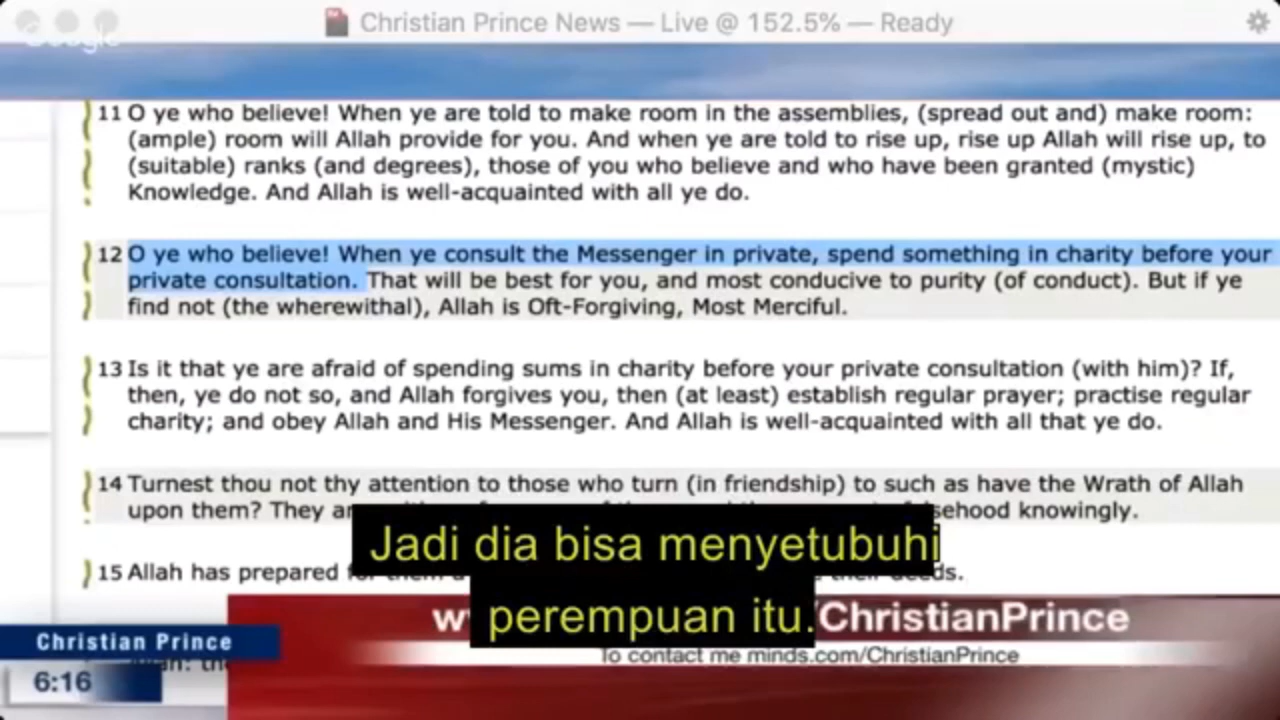 Christian Prince News — Live @ 152.5% — Ready
Google
11 O ye who believe! When ye are told to make room in the assemblies, (spread out and) make room:
(ample) room will Allah provide for you. And when ye are told to rise up, rise up Allah will rise up, to
(suitable) ranks (and degrees), those of you who believe and who have been granted (mystic)
Knowledge. And Allah is well-acquainted with all ye do.
12 O ye who believe! When ye consult the Messenger in private, spend something in charity before your
private consultation. That will be best for you, and most conducive to purity (of conduct). But if ye
find not (the wherewithal), Allah is Oft-Forgiving, Most Merciful.
13 Is it that ye are afraid of spending sums in charity before your private consultation (with him)? If,
then, ye do not so, and Allah forgives you, then (at least) establish regular prayer; practise regular
charity; and obey Allah and His Messenger. And Allah is well-acquainted with all that ye do.
14 Turnest thou not thy attention to those who turn (in friendship) to such as have the Wrath of Allah
upon them? They knowingly.
Jadi dia bisa menyetubuhi
15 Allah has prepared deeds.
perempuan itu.
/ChristianPrince
Christian Prince
To contact me minds.com/ChristianPrince
6:16